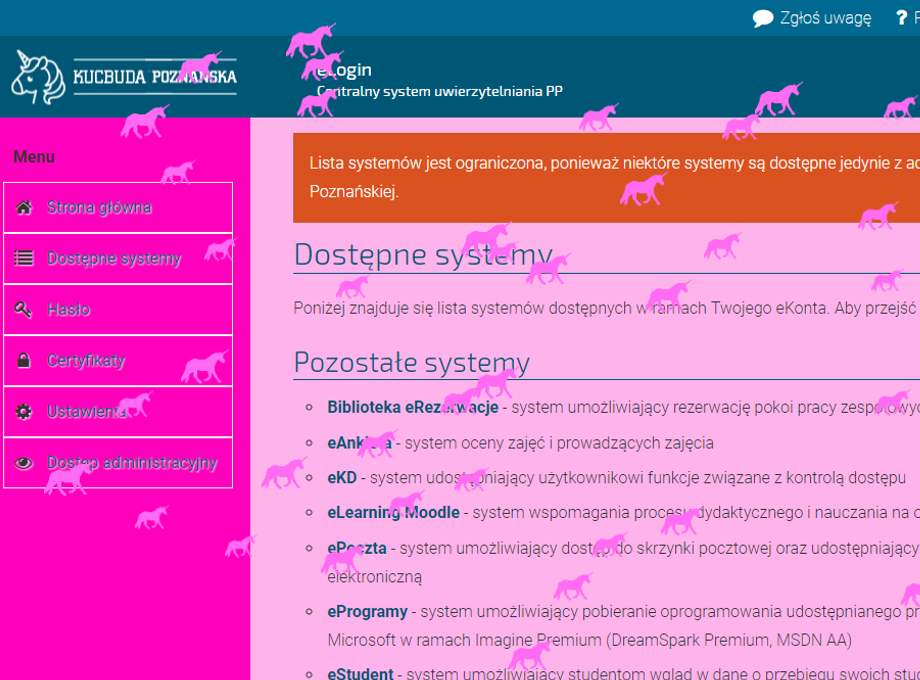 Zgłoś uwagę
KUCBUDA POZNAŃSKA
eLogin
Centralny system uwierzytelniania PP
Menu
Strona główna
Dostępne systemy
Hasło
Certyfikaty
Ustawienia
Dostęp administracyjny
Lista systemów jest ograniczona, ponieważ niektóre systemy są dostępne jedynie z
Poznańskiej.
Dostępne systemy
Poniżej znajduje się lista systemów dostępnych w ramach Twojego eKonta. Aby przejść
Pozostałe systemy
Biblioteka eRezerwacje - system umożliwiający rezerwację pokoi pracy
eAnkieta - system oceny zajęć i prowadzących zajęcia
eKD - system udostępniający użytkownikowi funkcje związane z kontrolą dostępu
eLearning Moodle - system wspomagania procesu dydaktycznego i nauczania na
ePoczta - system umożliwiający dostęp do skrzynki pocztowej oraz udostępniający
elektroniczną
eProgramy - system umożliwiający pobieranie oprogramowania udostępnianego
Microsoft w ramach Imagine Premium (DreamSpark Premium, MSDN AA)
eStudent - system umożliwiający studentom wgląd w dane o przebiegu swoich